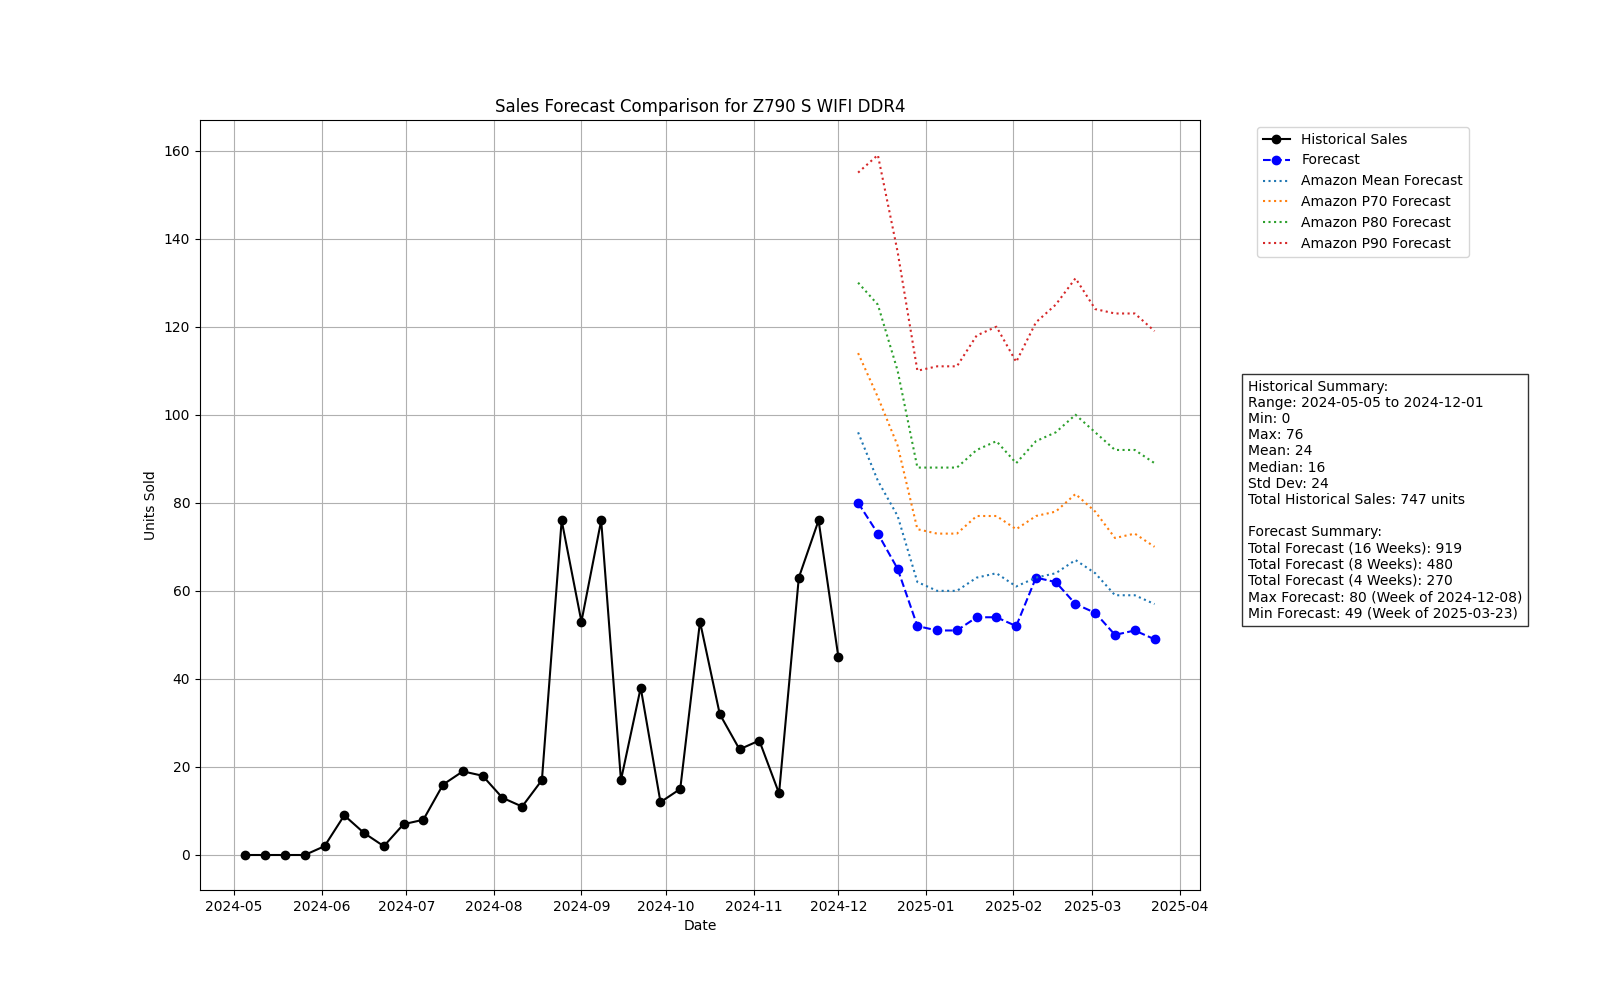 Sales Forecast Comparison for Z790 S WIFI DDR4
Units Sold
160
140
120
100
80
60
40
20
0
2024-05
2024-06
2024-07
2024-08
2024-09
2024-10
2024-11
2024-12
2025-01
2025-02
2025-03
2025-04
Date
Historical Sales
Forecast
Amazon Mean Forecast
Amazon P70 Forecast
Amazon P80 Forecast
Amazon P90 Forecast
Historical Summary:
Range: 2024-05-05 to 2024-12-01
Min: 0
Max: 76
Mean: 24
Median: 16
Std Dev: 24
Total Historical Sales: 747 units
Forecast Summary:
Total Forecast (16 Weeks): 919
Total Forecast (8 Weeks): 480
Total Forecast (4 Weeks): 270
Max Forecast: 80 (Week of 2024-12-08)
Min Forecast: 49 (Week of 2025-03-23)